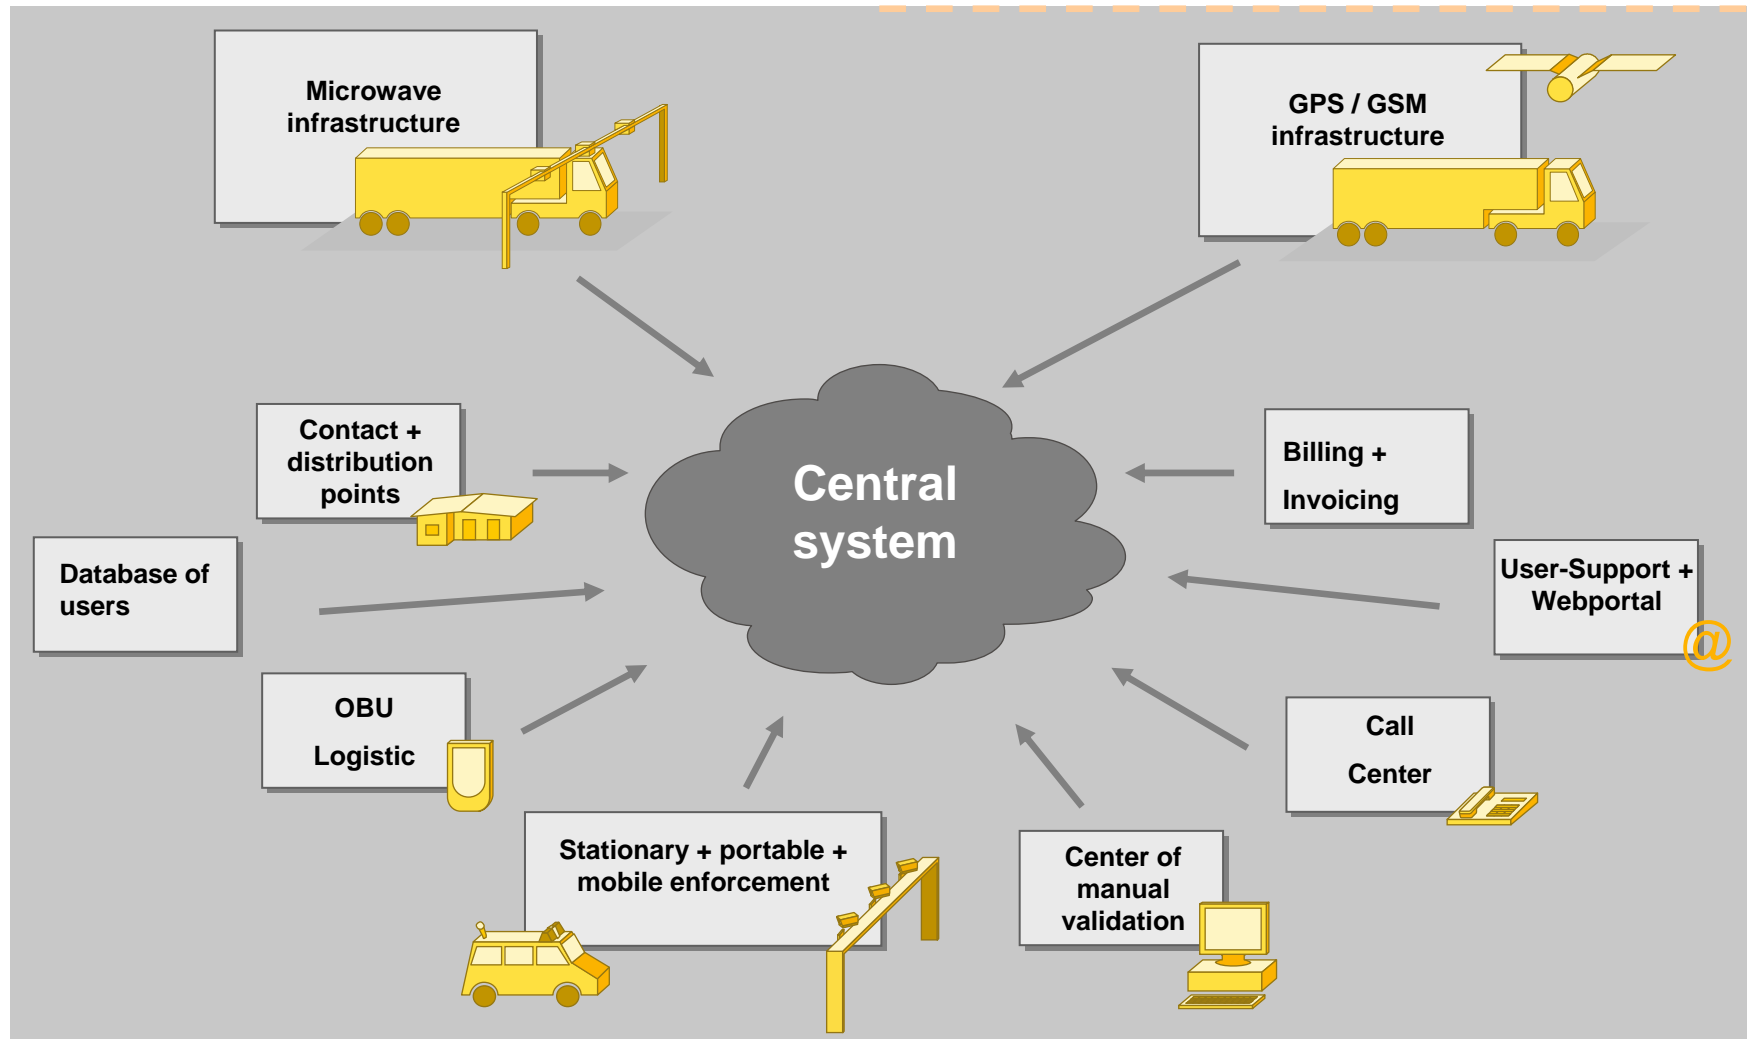 Microwave
infrastructure
GPS / GSM
infrastructure
Contact +
distribution
points
Central
system
Billing +
Invoicing
Database of
users
User-Support +
Webportal
@
OBU
Logistic
Call
Center
Stationary + portable +
mobile enforcement
Center of
manual
validation